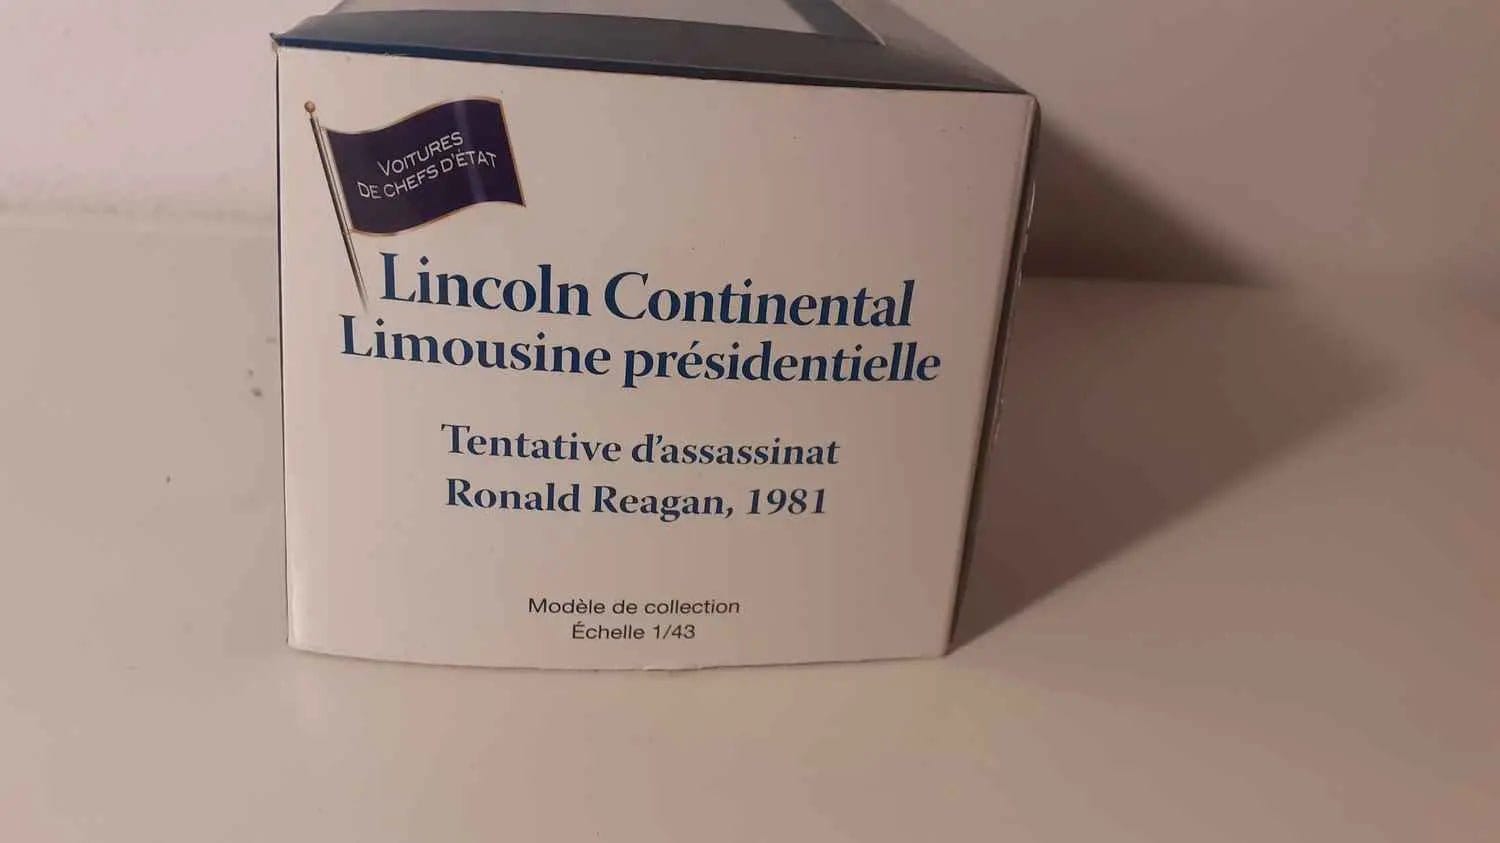 VOITURES
DE CHEFS D'ÉTAT
Lincoln Continental
Limousine présidentielle
Tentative d'assassinat
Ronald Reagan, 1981
Modèle de collection
Échelle 1/43